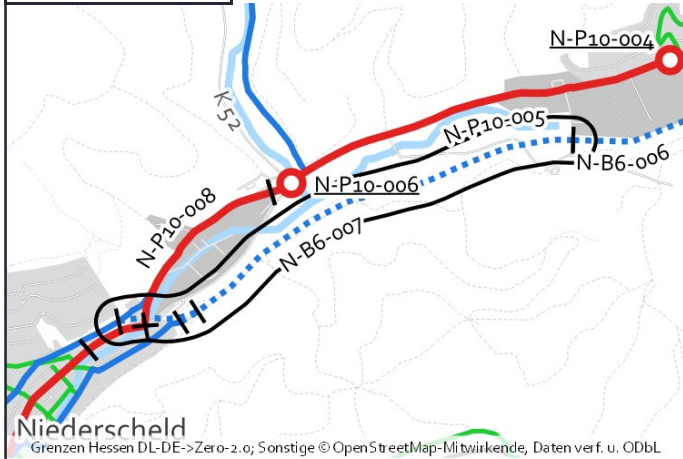 N-P10-004
K 52
N-P10-005
N-B6-006
N-P10-006
N-P10-008
N-B6-007
Niederscheld
Grenzen Hessen DL-DE->Zero-2.0; Sonstige © OpenStreetMap-Mitwirkende, Daten verf. u. ODbL